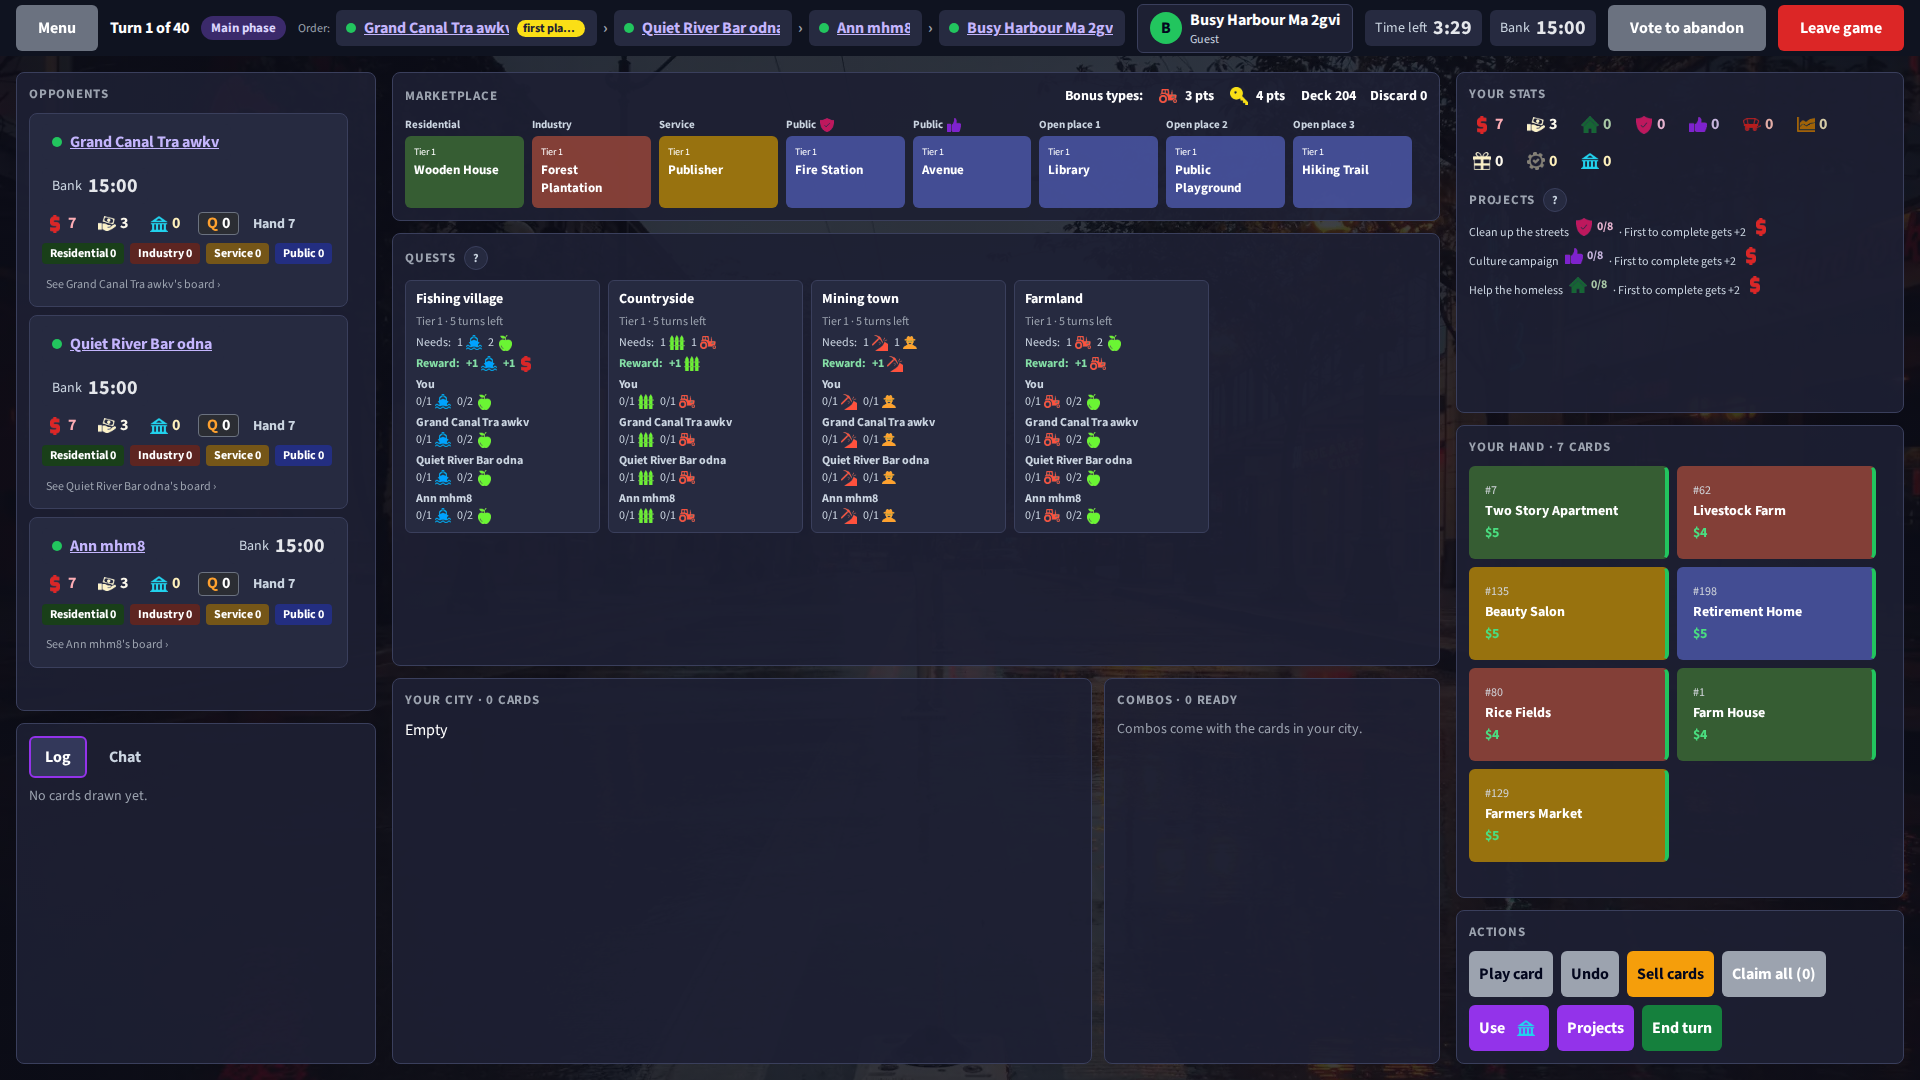 Menu
Turn 1 of 40
Main phase
Order:
Grand Canal Tra awkv
first pla...
›
Quiet River Bar odna
›
Ann mhm8
›
Busy Harbour Ma 2gv
B
Busy Harbour Ma 2gvi
Guest
Time left 3:29
Bank 15:00
Vote to abandon
Leave game
OPPONENTS
Grand Canal Tra awkv
Bank 15:00
7 3 0 Q 0 Hand 7
Residential 0 Industry 0 Service 0 Public 0
See Grand Canal Tra awkv's board ›
Quiet River Bar odna
Bank 15:00
7 3 0 Q 0 Hand 7
Residential 0 Industry 0 Service 0 Public 0
See Quiet River Bar odna's board ›
Ann mhm8 Bank 15:00
7 3 0 Q 0 Hand 7
Residential 0 Industry 0 Service 0 Public 0
See Ann mhm8's board ›
Log Chat
No cards drawn yet.
MARKETPLACE
Bonus types: 3 pts 4 pts Deck 204 Discard 0
Residential
Tier 1
Wooden House
Industry
Tier 1
Forest
Plantation
Service
Tier 1
Publisher
Public
Tier 1
Fire Station
Public
Tier 1
Avenue
Open place 1
Tier 1
Library
Open place 2
Tier 1
Public
Playground
Open place 3
Tier 1
Hiking Trail
QUESTS ?
Fishing village
Tier 1 · 5 turns left
Needs: 1 2
Reward: +1 +1
You
0/1 0/2
Grand Canal Tra awkv
0/1 0/2
Quiet River Bar odna
0/1 0/2
Ann mhm8
0/1 0/2
Countryside
Tier 1 · 5 turns left
Needs: 1 1
Reward: +1
You
0/1 0/1
Grand Canal Tra awkv
0/1 0/1
Quiet River Bar odna
0/1 0/1
Ann mhm8
0/1 0/1
Mining town
Tier 1 · 5 turns left
Needs: 1 1
Reward: +1
You
0/1 0/1
Grand Canal Tra awkv
0/1 0/1
Quiet River Bar odna
0/1 0/1
Ann mhm8
0/1 0/1
Farmland
Tier 1 · 5 turns left
Needs: 1 2
Reward: +1
You
0/1 0/2
Grand Canal Tra awkv
0/1 0/2
Quiet River Bar odna
0/1 0/2
Ann mhm8
0/1 0/2
YOUR CITY · 0 CARDS
Empty
COMBOS · 0 READY
Combos come with the cards in your city.
YOUR STATS
7 3 0 0 0 0 0
0 0 0
PROJECTS ?
Clean up the streets 0/8 · First to complete gets +2
Culture campaign 0/8 · First to complete gets +2
Help the homeless 0/8 · First to complete gets +2
YOUR HAND · 7 CARDS
#7
Two Story Apartment
$5
#62
Livestock Farm
$4
#135
Beauty Salon
$5
#198
Retirement Home
$5
#80
Rice Fields
$4
#1
Farm House
$4
#129
Farmers Market
$5
ACTIONS
Play card Undo Sell cards Claim all (0)
Use Projects End turn